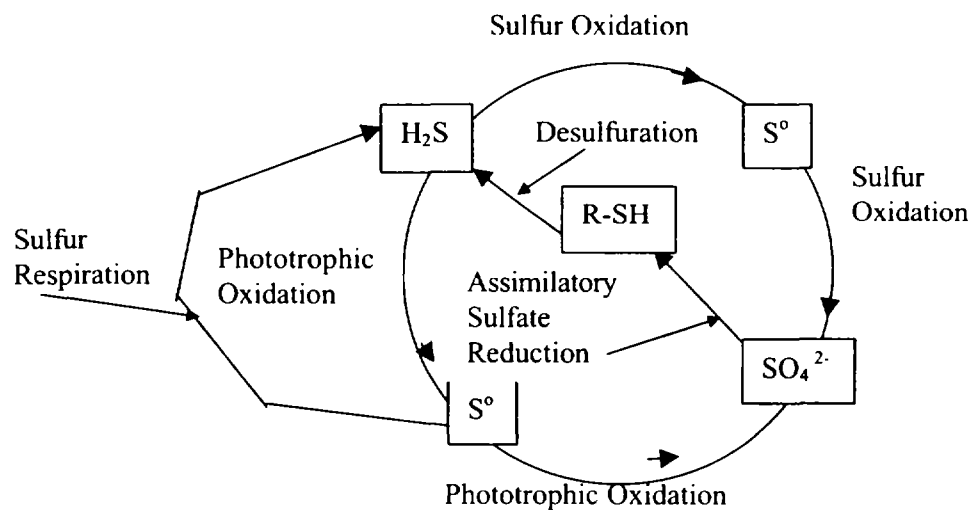 Sulfur Oxidation
H₂S
S°
Desulfuration
R-SH
Sulfur
Oxidation
Sulfur
Respiration
Phototrophic
Oxidation
Assimilatory
Sulfate
Reduction
SO₄ ²⁻
S°
Phototrophic Oxidation